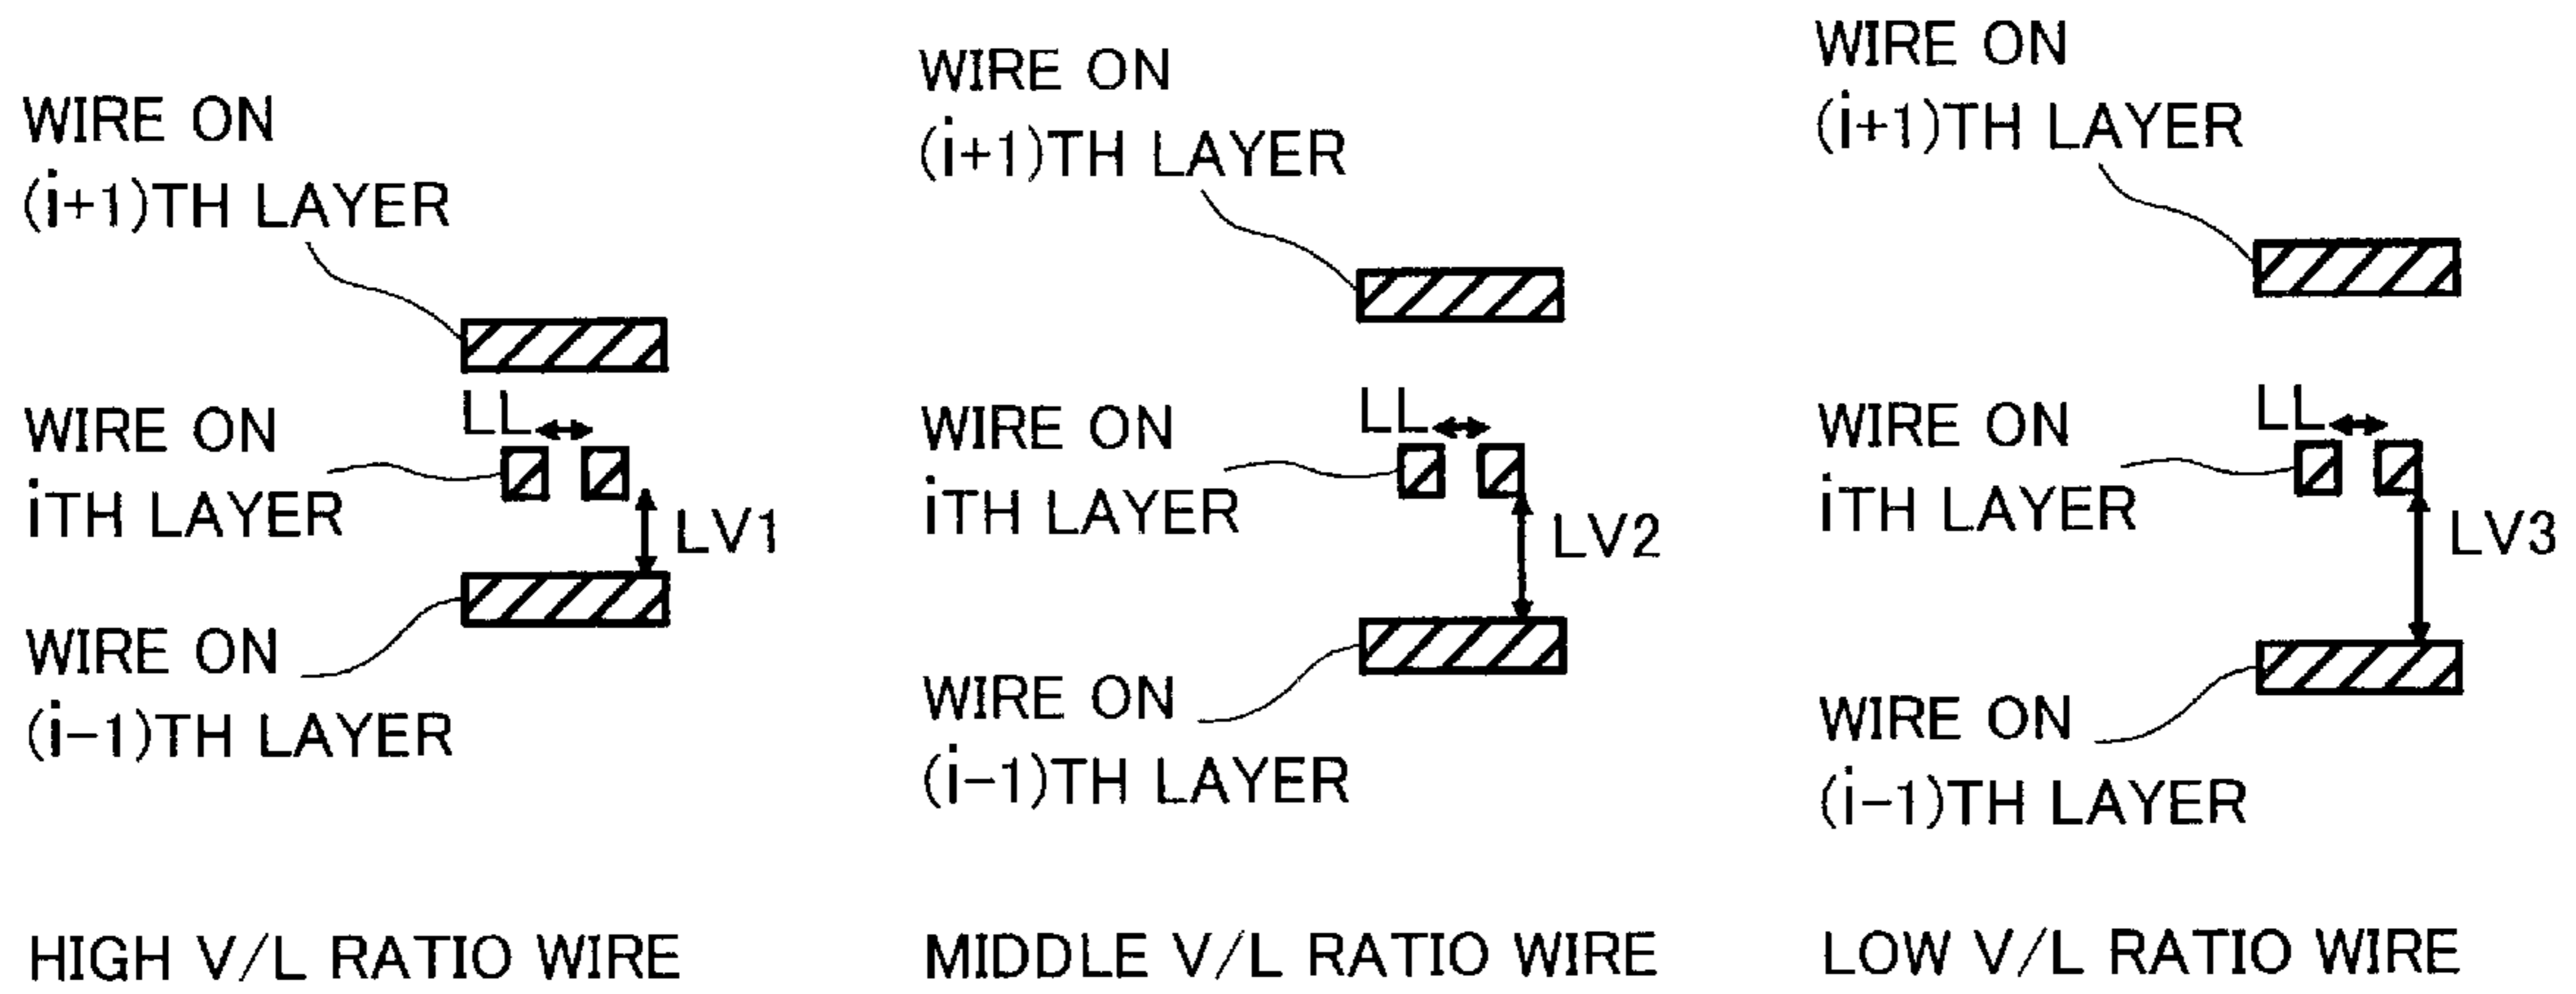 WIRE ON
(i+1)TH LAYER
LL
WIRE ON
iTH LAYER
LV1
WIRE ON
(i-1)TH LAYER
HIGH V/L RATIO WIRE
WIRE ON
(i+1)TH LAYER
LL
WIRE ON
iTH LAYER
LV2
WIRE ON
(i-1)TH LAYER
MIDDLE V/L RATIO WIRE
WIRE ON
(i+1)TH LAYER
LL
WIRE ON
iTH LAYER
LV3
WIRE ON
(i-1)TH LAYER
LOW V/L RATIO WIRE